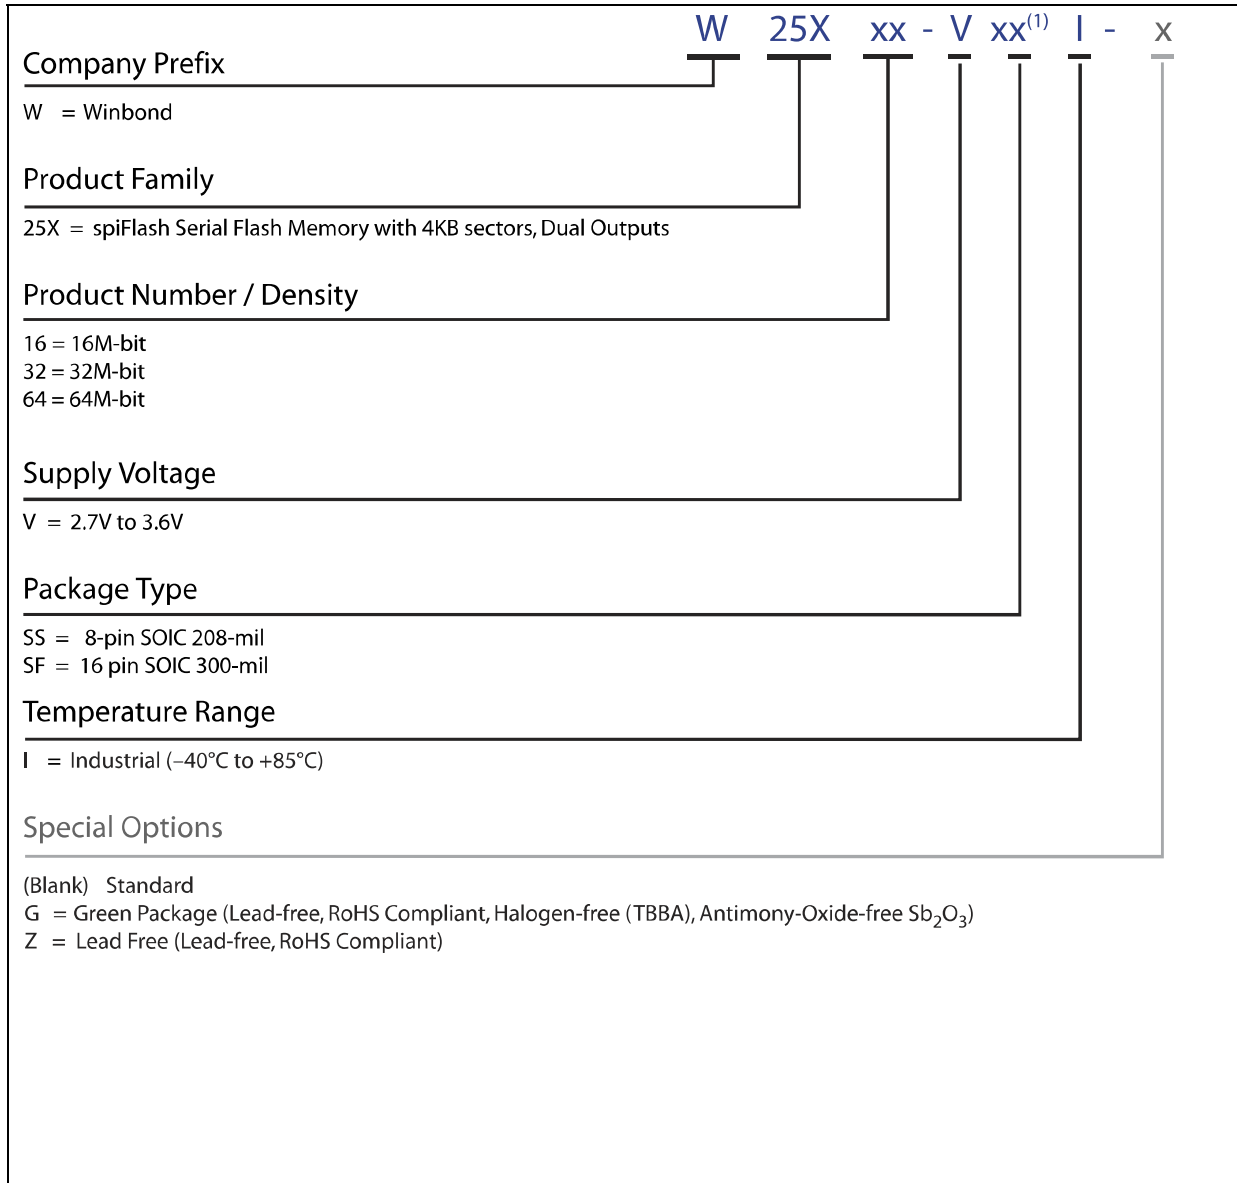 W 25X xx - V xx(1) I - x
Company Prefix
W = Winbond
Product Family
25X = spiFlash Serial Flash Memory with 4KB sectors, Dual Outputs
Product Number / Density
16 = 16M-bit
32 = 32M-bit
64 = 64M-bit
Supply Voltage
V = 2.7V to 3.6V
Package Type
SS = 8-pin SOIC 208-mil
SF = 16 pin SOIC 300-mil
Temperature Range
I = Industrial (–40°C to +85°C)
Special Options
(Blank) Standard
G = Green Package (Lead-free, RoHS Compliant, Halogen-free (TBBA), Antimony-Oxide-free Sb2O3)
Z = Lead Free (Lead-free, RoHS Compliant)